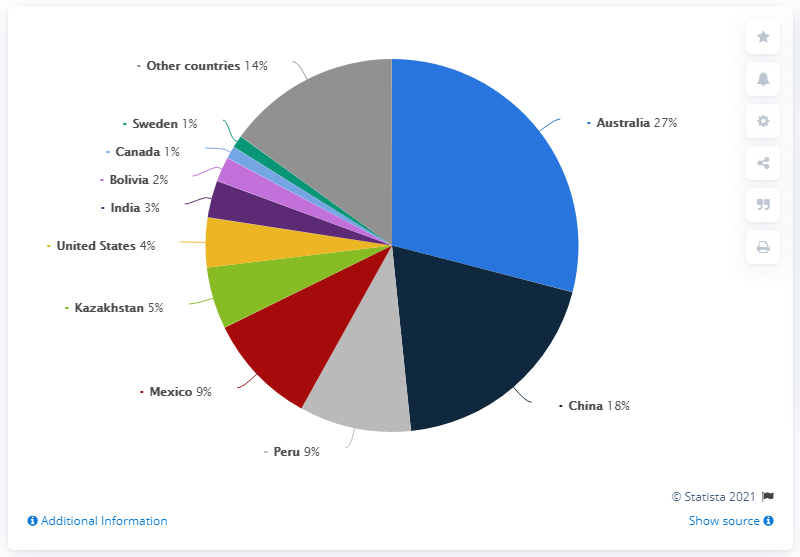 Other countries 14%
Australia 27%
Sweden 1%
Canada 1%
Bolivia 2%
India 3%
United States 4%
Kazakhstan 5%
Mexico 9%
China 18%
Peru 9%
© Statista 2021
Additional Information
Show source